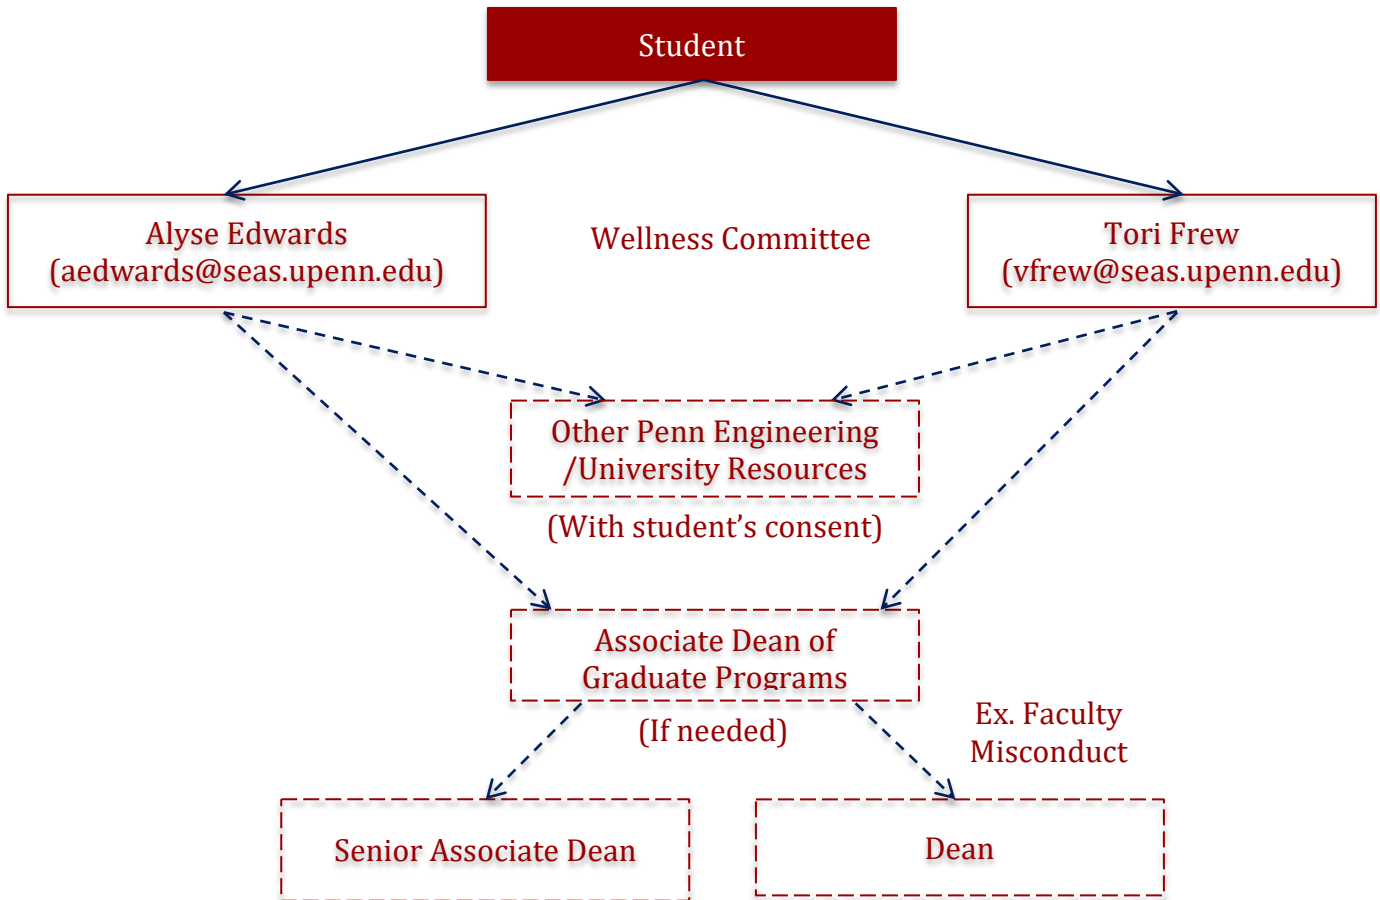 Student
Alyse Edwards
(aedwards@seas.upenn.edu)
Wellness Committee
Tori Frew
(vfrew@seas.upenn.edu)
Other Penn Engineering
/University Resources
(With student’s consent)
Associate Dean of
Graduate Programs
(If needed)
Ex. Faculty
Misconduct
Senior Associate Dean
Dean